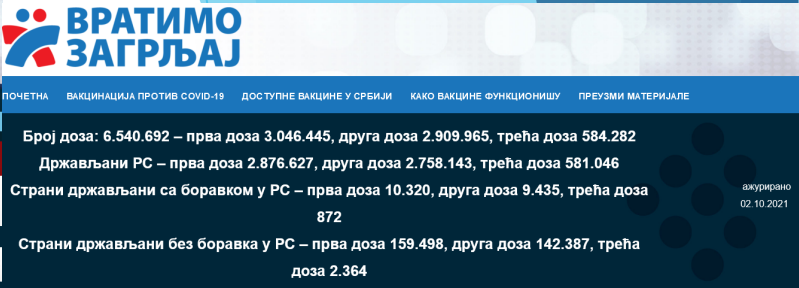 ВРАТИМО
ЗАГРЉАЈ
ПОЧЕТНА ВАКЦИНАЦИЈА ПРОТИВ COVID-19 ДОСТУПНЕ ВАКЦИНЕ У СРБИЈИ КАКО ВАКЦИНЕ ФУНКЦИОНИШУ ПРЕУЗМИ МАТЕРИЈАЛЕ
Број доза: 6.540.692 – прва доза 3.046.445, друга доза 2.909.965, трећа доза 584.282
Држављани РС – прва доза 2.876.627, друга доза 2.758.143, трећа доза 581.046
Страни држављани са боравком у РС – прва доза 10.320, друга доза 9.435, трећа доза
872
Страни држављани без боравка у РС – прва доза 159.498, друга доза 142.387, трећа
доза 2.364
ажурирано
02.10.2021